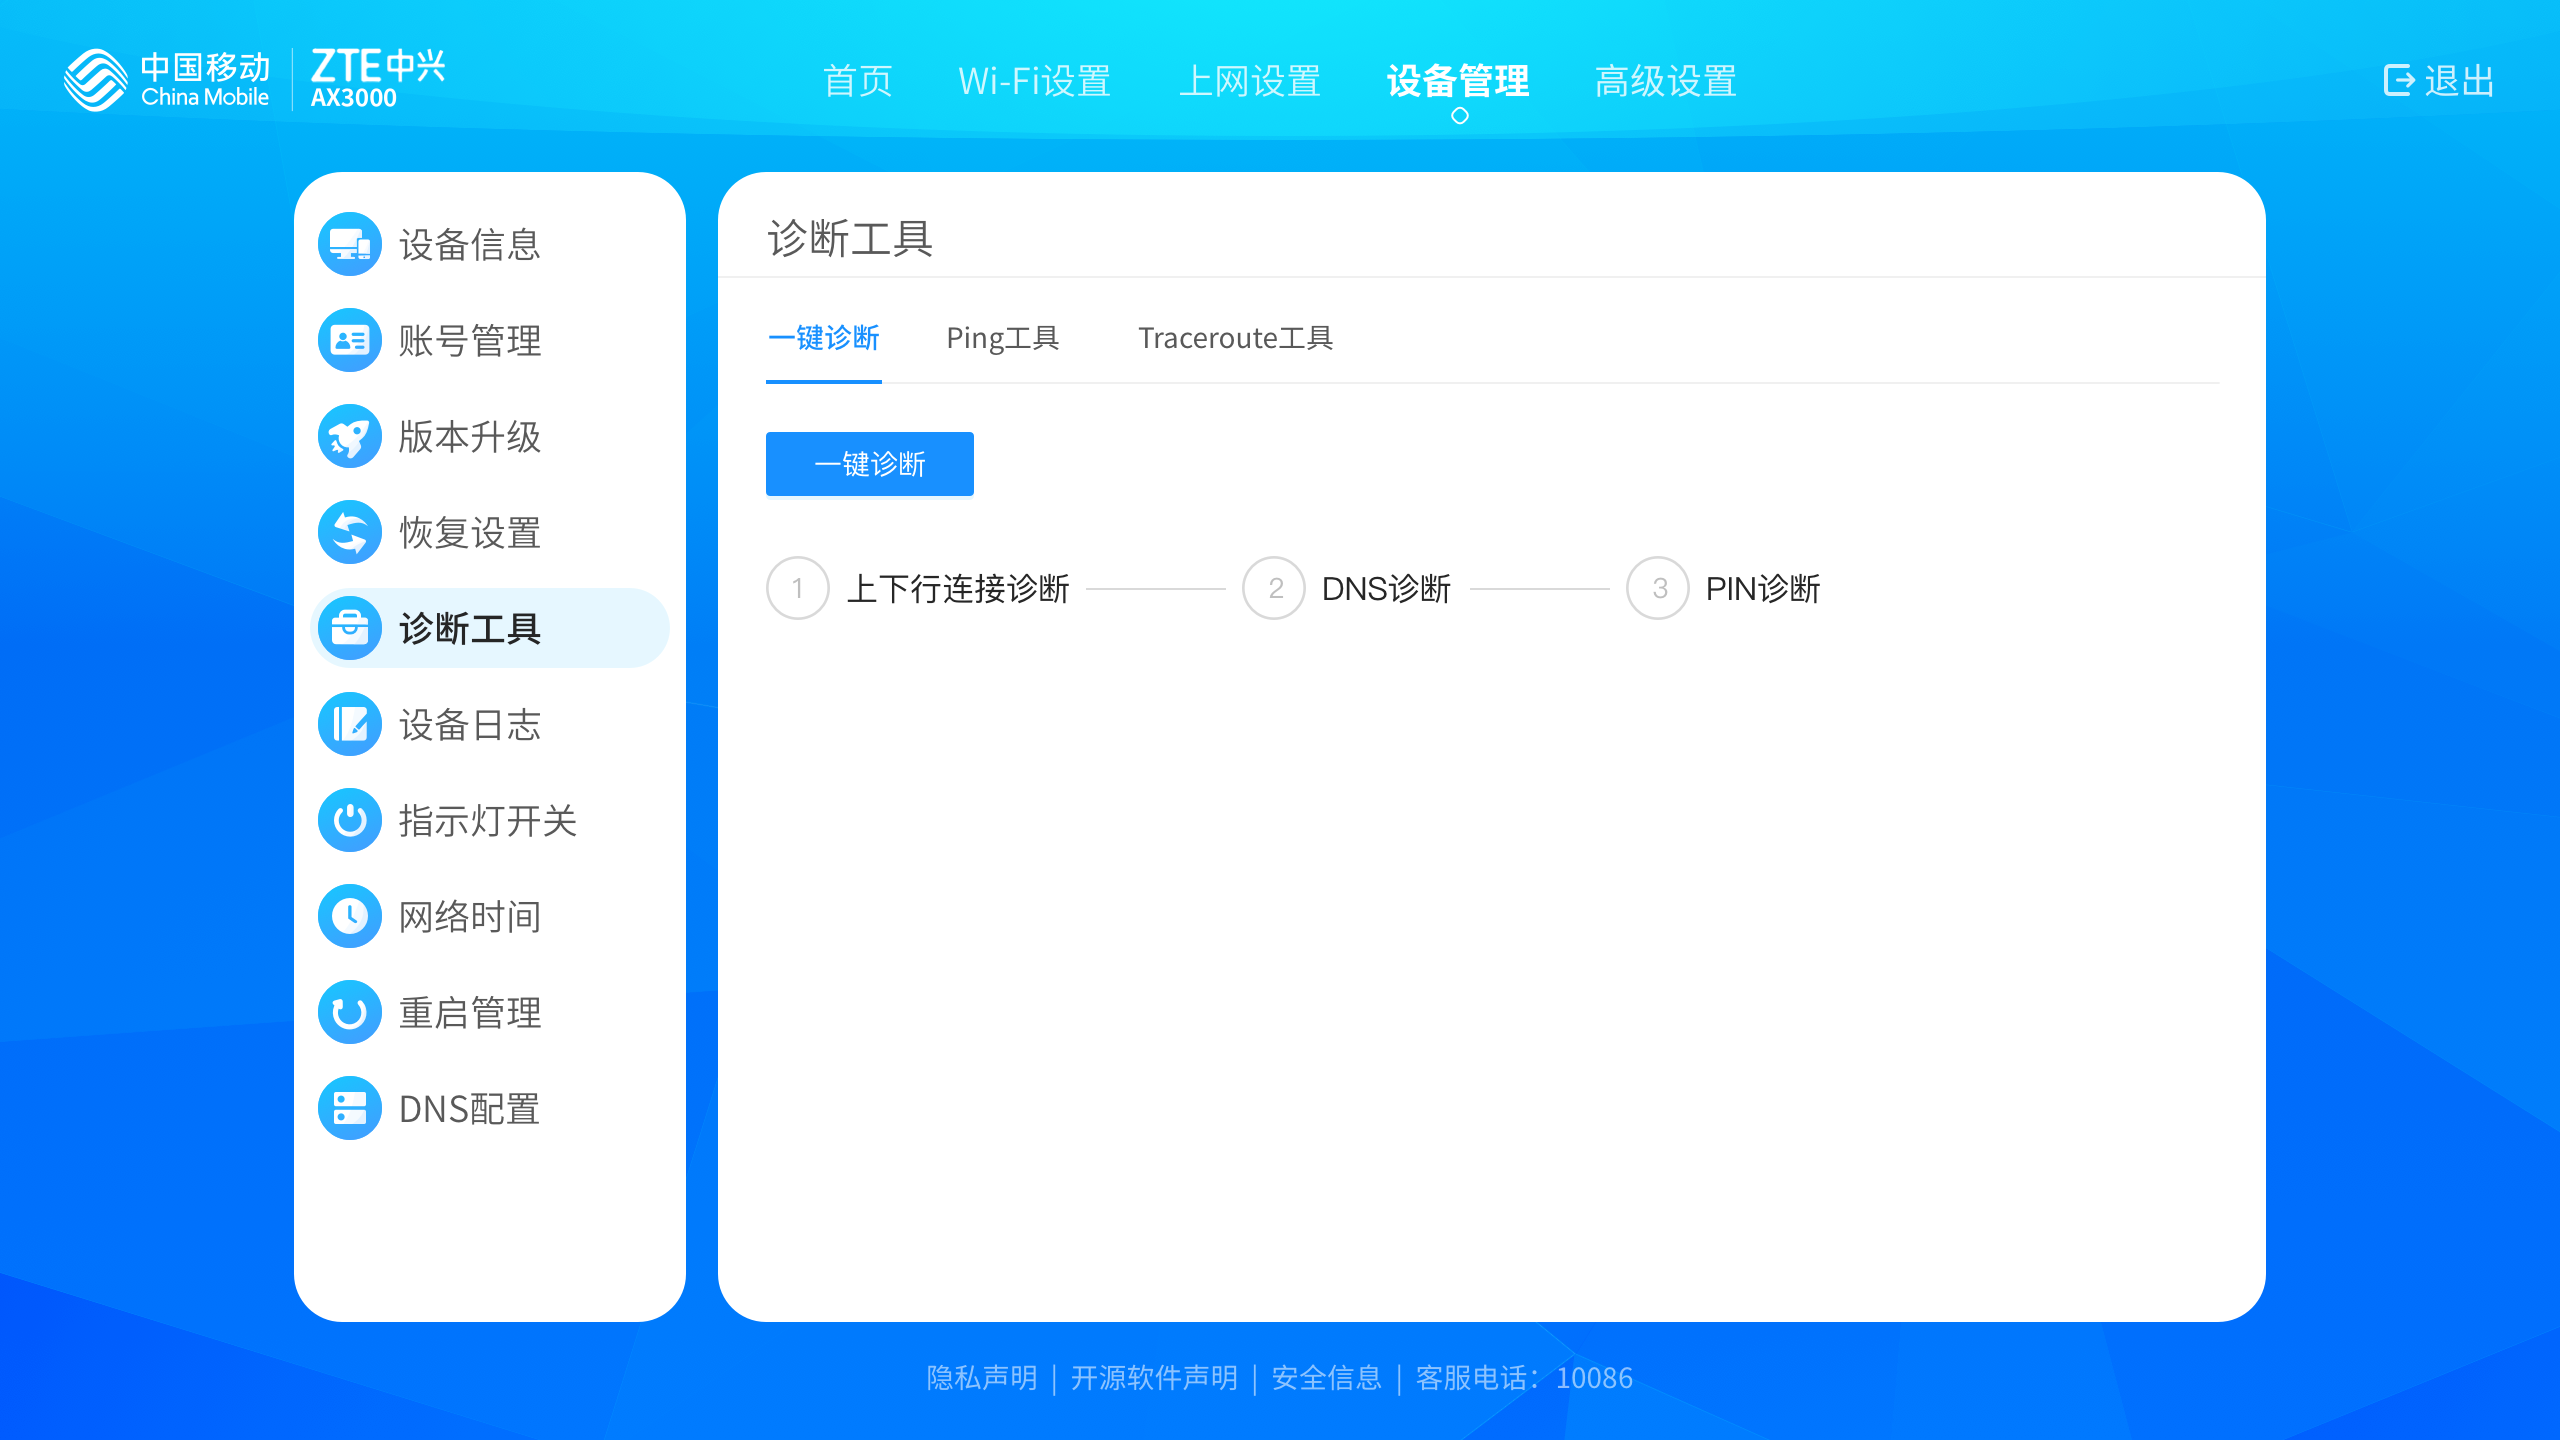 中国移动
China Mobile
ZTE中兴
AX3000
首页
Wi-Fi设置
上网设置
设备管理
高级设置
退出
设备信息
账号管理
版本升级
恢复设置
诊断工具
设备日志
指示灯开关
网络时间
重启管理
DNS配置
诊断工具
一键诊断
Ping工具
Traceroute工具
一键诊断
1 上下行连接诊断
2 DNS诊断
3 PIN诊断
隐私声明 | 开源软件声明 | 安全信息 | 客服电话：10086